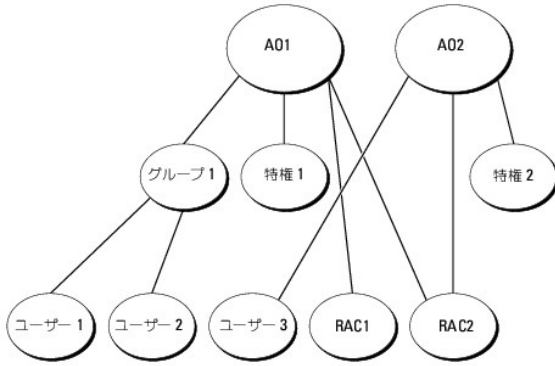 A01
A02
グループ 1
特権 1
特権 2
ユーザー 1
ユーザー 2
ユーザー 3
RAC1
RAC2